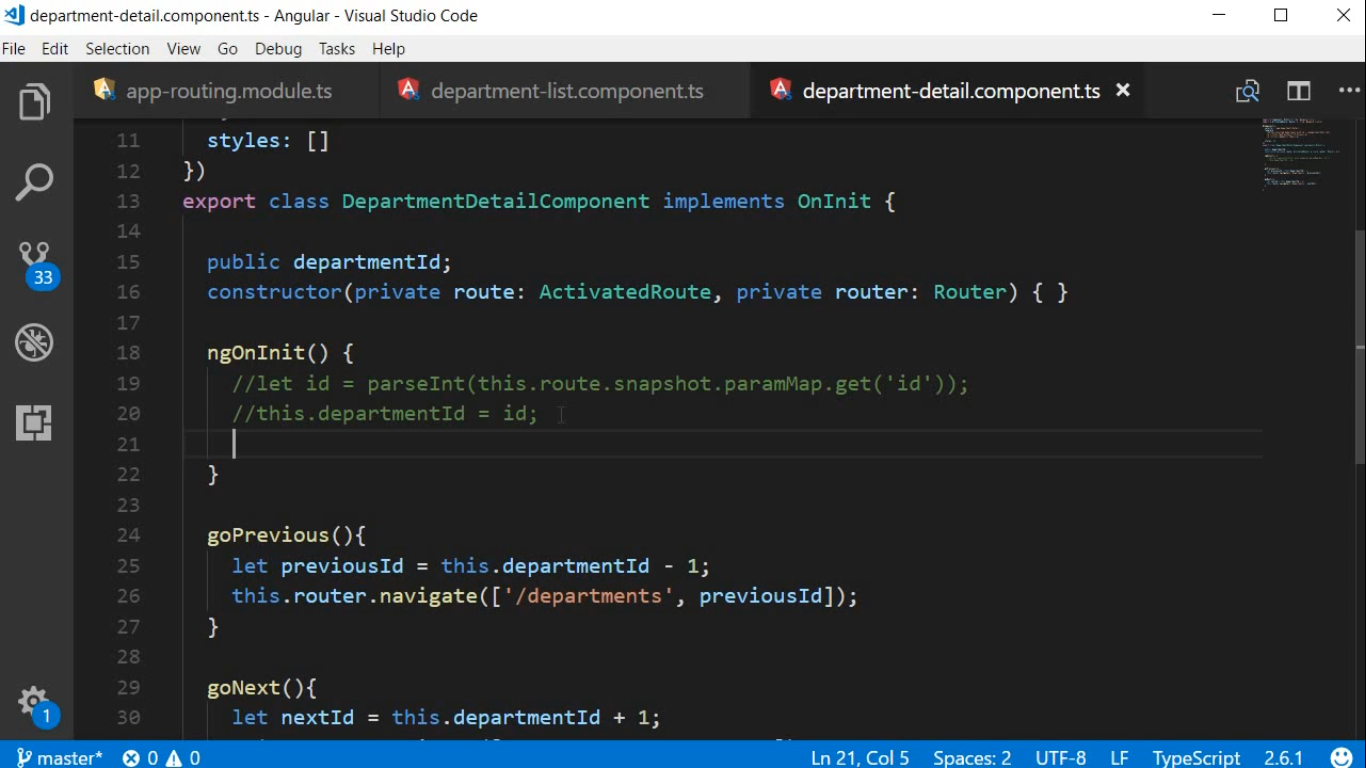 department-detail.component.ts - Angular - Visual Studio Code
File Edit Selection View Go Debug Tasks Help
app-routing.module.ts department-list.component.ts department-detail.component.ts
11 styles: []
12 })
13 export class DepartmentDetailComponent implements OnInit {
14
15 public departmentId;
16 constructor(private route: ActivatedRoute, private router: Router) { }
17
18 ngOnInit() {
19 //let id = parseInt(this.route.snapshot.paramMap.get('id'));
20 //this.departmentId = id;
21
22 }
23
24 goPrevious(){
25 let previousId = this.departmentId - 1;
26 this.router.navigate(['/departments', previousId]);
27 }
28
29 goNext(){
30 let nextId = this.departmentId + 1;
33
1
master* 0 0 Ln 21, Col 5 Spaces: 2 UTF-8 LF TypeScript 2.6.1